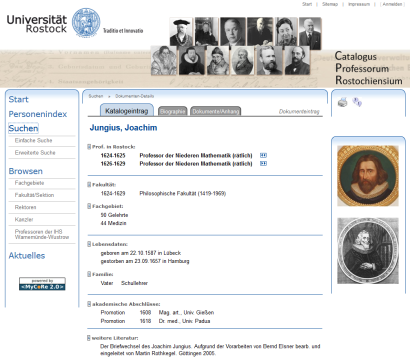 Start | Sitemap | Impressum | [Anmelden]
Universität
Rostock
Traditio et Innovatio
Catalogus
Professorum
Rostochiensium
Start
Personenindex
Suchen
Einfache Suche
Erweiterte Suche
Browsen
Fachgebiete
Fakultät/Sektion
Rektoren
Kanzler
Professoren der IHS
Warnemünde-Wustrow
Aktuelles
powered by
<MyCoRe 2.0>
Suchen » Dokumenten-Details
Katalogeintrag Biographie Dokumente/Anhang Dokumenteintrag
Jungius, Joachim
Prof. in Rostock:
1624-1625 Professor der Niederen Mathematik (rätlich)
1626-1629 Professor der Niederen Mathematik (rätlich)
Fakultät:
1624-1629 Philosophische Fakultät (1419-1969)
Fachgebiet:
90 Gelehrte
44 Medizin
Lebensdaten:
geboren am 22.10.1587 in Lübeck
gestorben am 23.09.1657 in Hamburg
Familie:
Vater Schullehrer
akademische Abschlüsse:
Promotion 1608 Mag. art., Univ. Gießen
Promotion 1618 Dr. med., Univ. Padua
weitere Literatur:
Der Briefwechsel des Joachim Jungius. Aufgrund der Vorarbeiten von Bernd Elsner bearb. und
eingeleitet von Martin Rothkegel. Göttingen 2005.